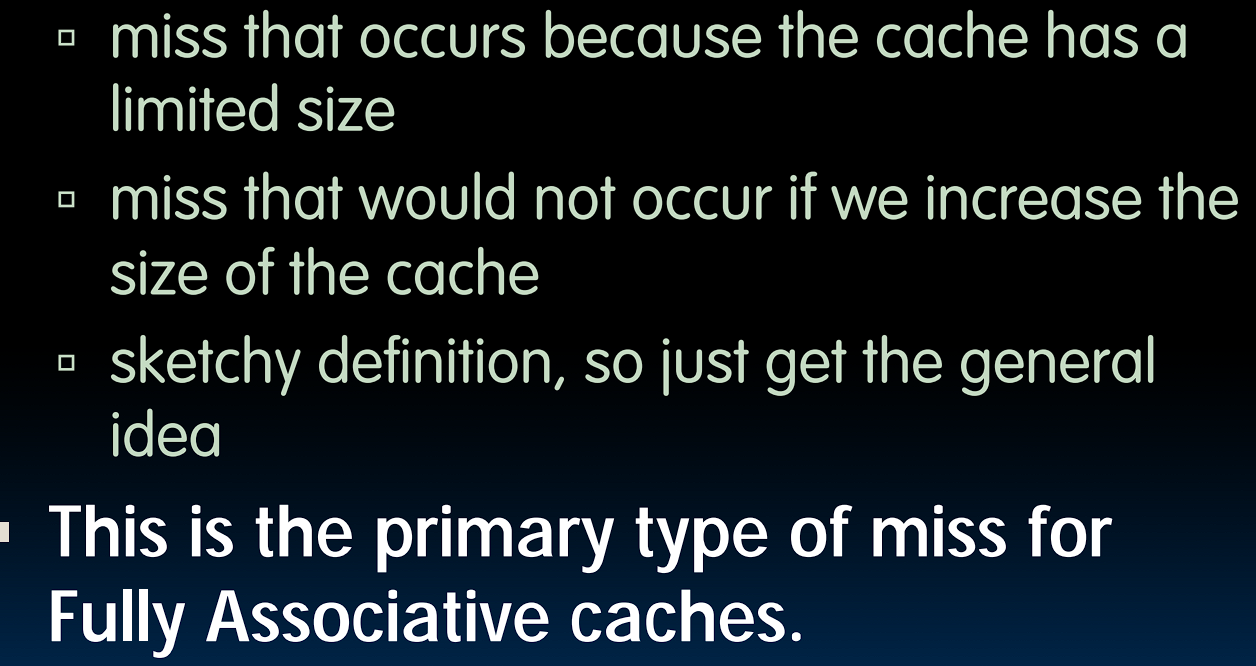 miss that occurs because the cache has a
limited size
miss that would not occur if we increase the
size of the cache
sketchy definition, so just get the general
idea
This is the primary type of miss for
Fully Associative caches.